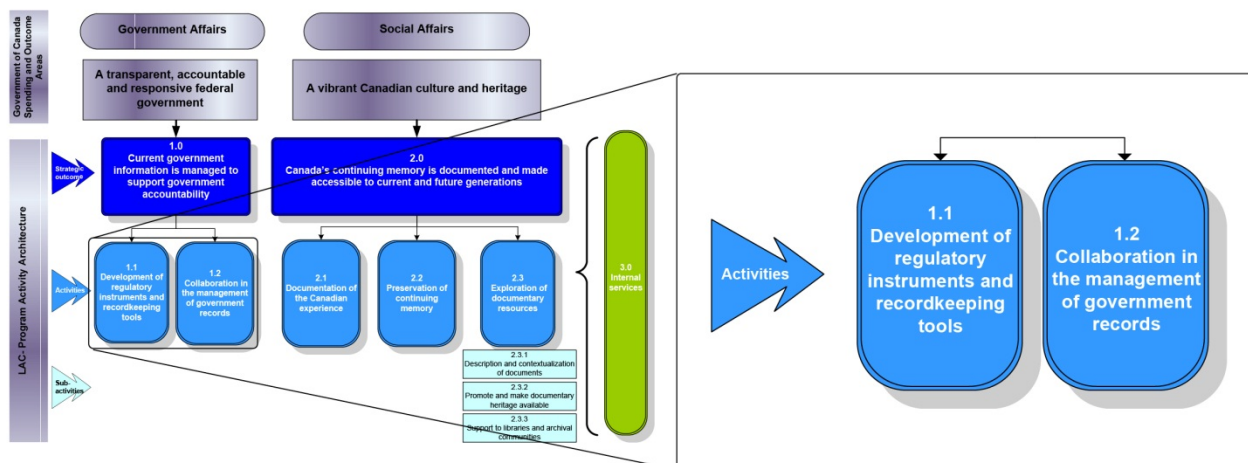 Government of Canada
Spending and Outcome
Areas
Government Affairs
Social Affairs
A transparent, accountable
and responsive federal
government
A vibrant Canadian culture and heritage
LAC- Program Activity Architecture
Strategic
outcome
1.0
Current government
information is managed to
support government
accountability
2.0
Canada's continuing memory is documented and made
accessible to current and future generations
Activities
1.1
Development of
regulatory
instruments and
recordkeeping
tools
1.2
Collaboration in
the management
of government
records
2.1
Documentation of
the Canadian
experience
2.2
Preservation of
continuing
memory
2.3
Exploration of
documentary
resources
Sub-
activities
2.3.1
Description and contextualization
of documents
2.3.2
Promote and make documentary
heritage available
2.3.3
Support to libraries and archival
communities
3.0
Internal
services
Activities
1.1
Development of
regulatory
instruments and
recordkeeping
tools
1.2
Collaboration in
the management
of government
records